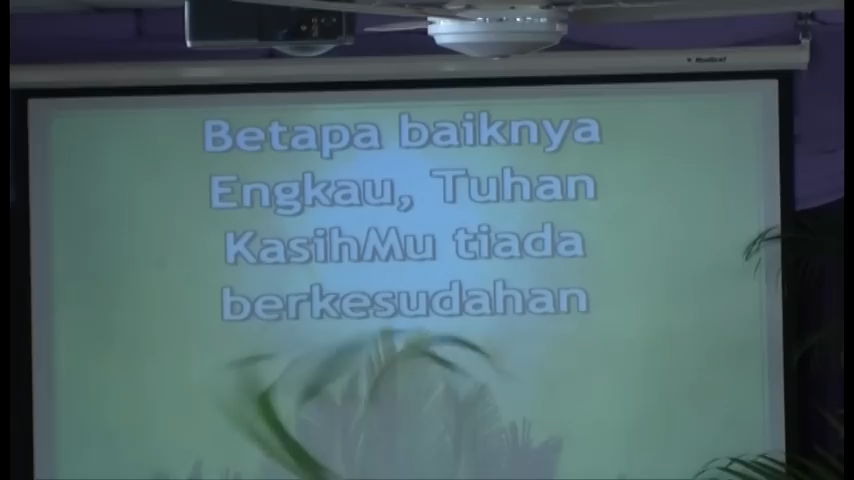 Betapa baiknya
Engkau, Tuhan
KasihMu tiada
berkesudahan